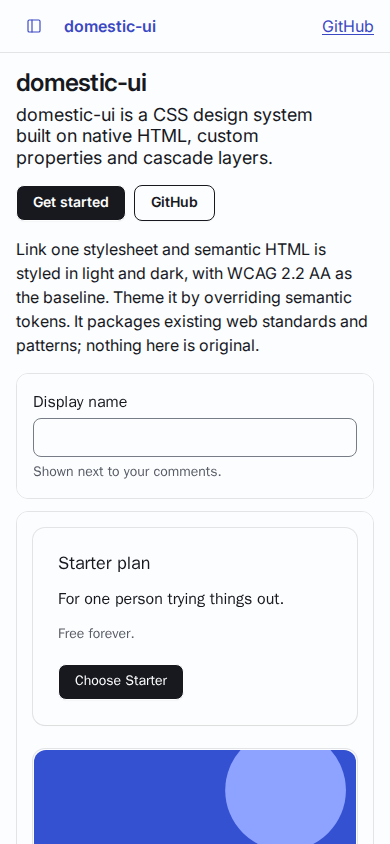 domestic-ui
GitHub
domestic-ui
domestic-ui is a CSS design system
built on native HTML, custom
properties and cascade layers.
Get started
GitHub
Link one stylesheet and semantic HTML is
styled in light and dark, with WCAG 2.2 AA as
the baseline. Theme it by overriding semantic
tokens. It packages existing web standards and
patterns; nothing here is original.
Display name
Shown next to your comments.
Starter plan
For one person trying things out.
Free forever.
Choose Starter